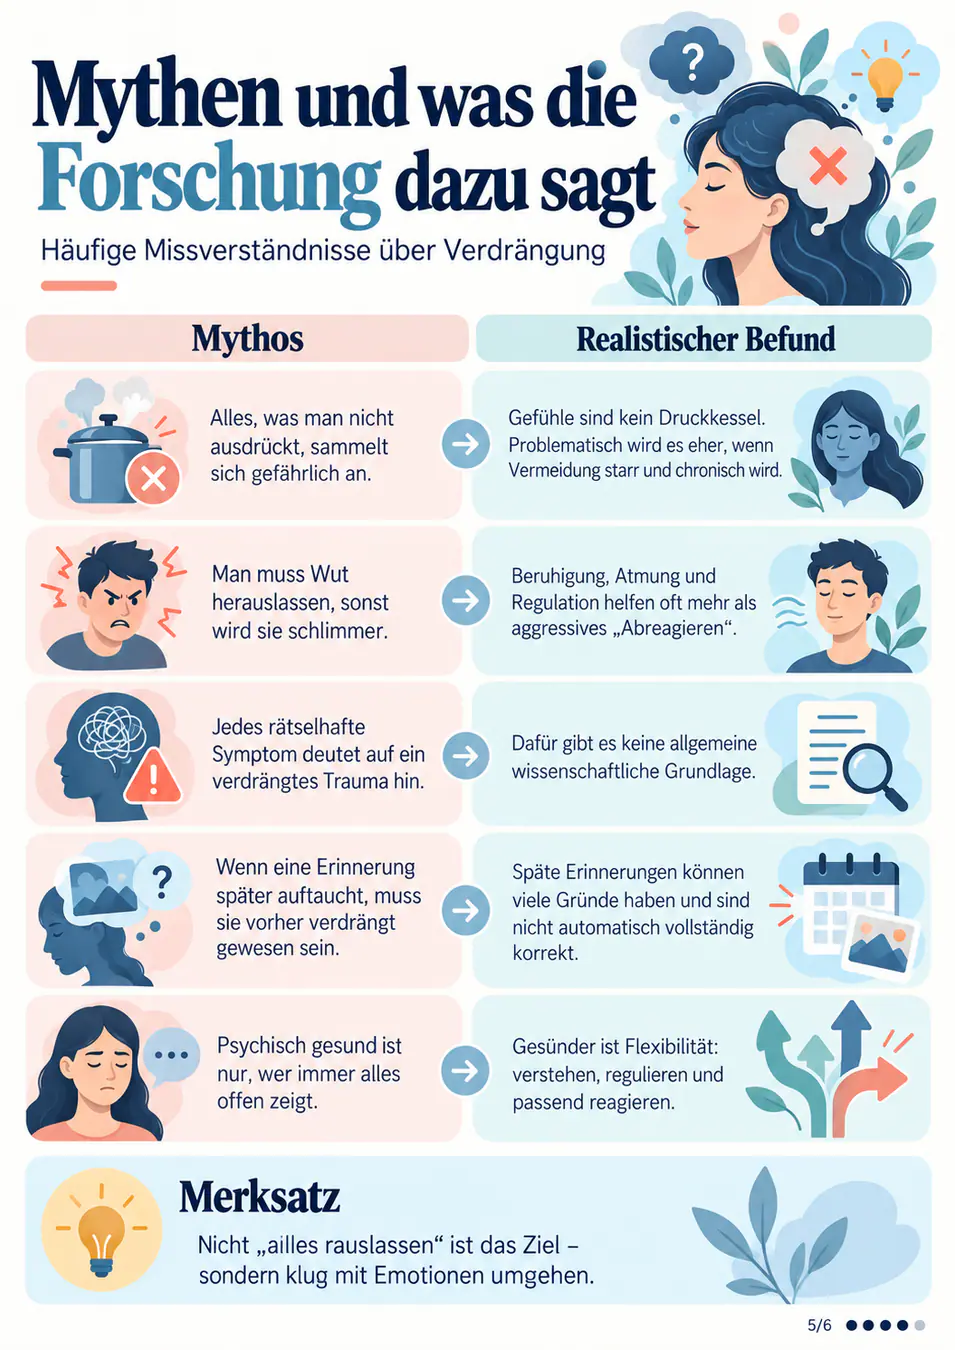 Mythen und was die
Forschung dazu sagt
Häufige Missverständnisse über Verdrängung
Mythos
Realistischer Befund
Alles, was man nicht
ausdrückt, sammelt
sich gefährlich an.
Gefühle sind kein Druckkessel.
Problematisch wird es eher, wenn
Vermeidung starr und chronisch wird.
Man muss Wut
herauslassen, sonst
wird sie schlimmer.
Beruhigung, Atmung und
Regulation helfen oft mehr als
aggressives „Abreagieren“.
Jedes rätselhafte
Symptom deutet auf ein
verdrängtes Trauma hin.
Dafür gibt es keine allgemeine
wissenschaftliche Grundlage.
Wenn eine Erinnerung
später auftaucht, muss
sie vorher verdrängt
gewesen sein.
Späte Erinnerungen können
viele Gründe haben und sind
nicht automatisch vollständig
korrekt.
Psychisch gesund ist
nur, wer immer alles
offen zeigt.
Gesünder ist Flexibilität:
verstehen, regulieren und
passend reagieren.
Merksatz
Nicht „ailles rauslassen“ ist das Ziel –
sondern klug mit Emotionen umgehen.
5/6